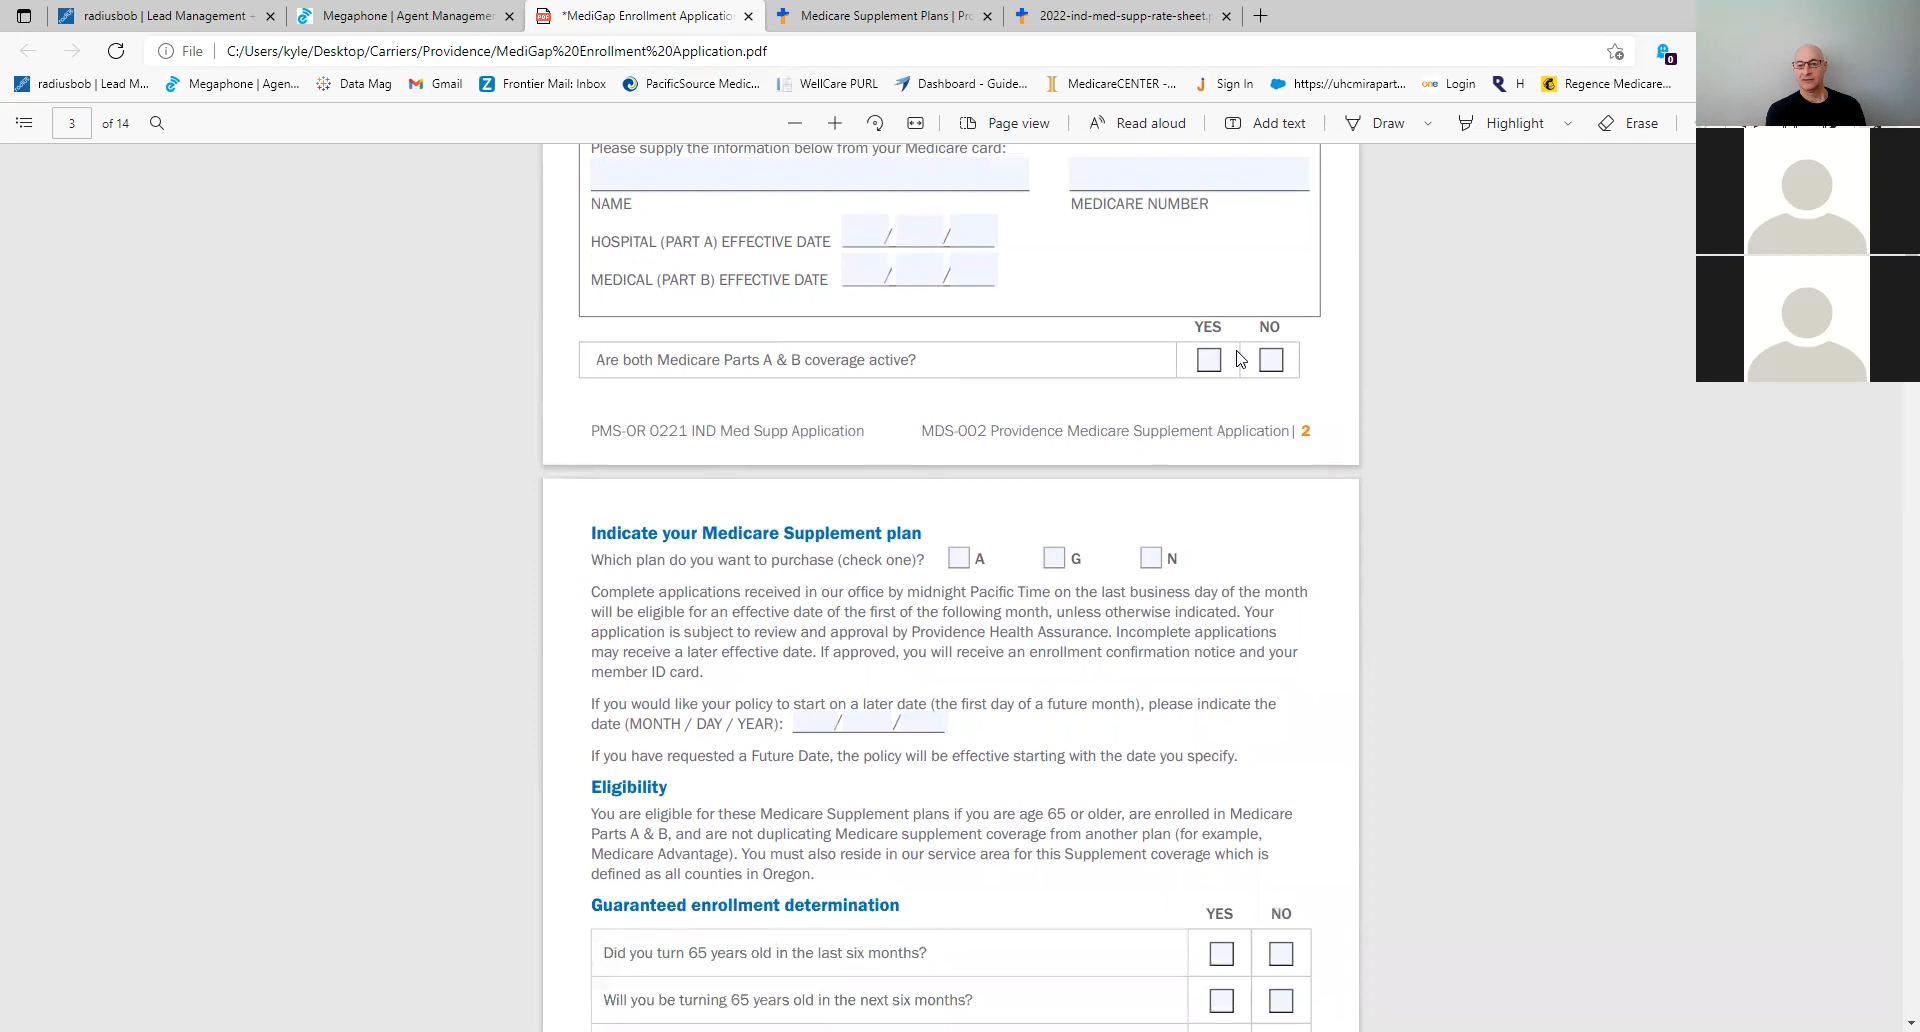 radiusbob | Lead Management -
Megaphone | Agent Managemen
*MediGap Enrollment Applicatio
Medicare Supplement Plans | Pro
2022-ind-med-supp-rate-sheet.p
File
C:/Users/kyle/Desktop/Carriers/Providence/MediGap%20Enrollment%20Application.pdf
0
radiusbob | Lead M...
Megaphone | Agen...
Data Mag
Gmail
Frontier Mail: Inbox
PacificSource Medic...
WellCare PURL
Dashboard - Guide...
MedicareCENTER -...
Sign In
https://uhcmirapart...
one Login
H
Regence Medicare...
3 of 14
Page view
Read aloud
Add text
Draw
Highlight
Erase
Please supply the information below from your Medicare card:
NAME
MEDICARE NUMBER
HOSPITAL (PART A) EFFECTIVE DATE / /
MEDICAL (PART B) EFFECTIVE DATE / /
YES NO
Are both Medicare Parts A & B coverage active?
PMS-OR 0221 IND Med Supp Application
MDS-002 Providence Medicare Supplement Application| 2
Indicate your Medicare Supplement plan
Which plan do you want to purchase (check one)? A G N
Complete applications received in our office by midnight Pacific Time on the last business day of the month
will be eligible for an effective date of the first of the following month, unless otherwise indicated. Your
application is subject to review and approval by Providence Health Assurance. Incomplete applications
may receive a later effective date. If approved, you will receive an enrollment confirmation notice and your
member ID card.
If you would like your policy to start on a later date (the first day of a future month), please indicate the
date (MONTH / DAY / YEAR): / /
If you have requested a Future Date, the policy will be effective starting with the date you specify.
Eligibility
You are eligible for these Medicare Supplement plans if you are age 65 or older, are enrolled in Medicare
Parts A & B, and are not duplicating Medicare supplement coverage from another plan (for example,
Medicare Advantage). You must also reside in our service area for this Supplement coverage which is
defined as all counties in Oregon.
Guaranteed enrollment determination
YES NO
Did you turn 65 years old in the last six months?
Will you be turning 65 years old in the next six months?